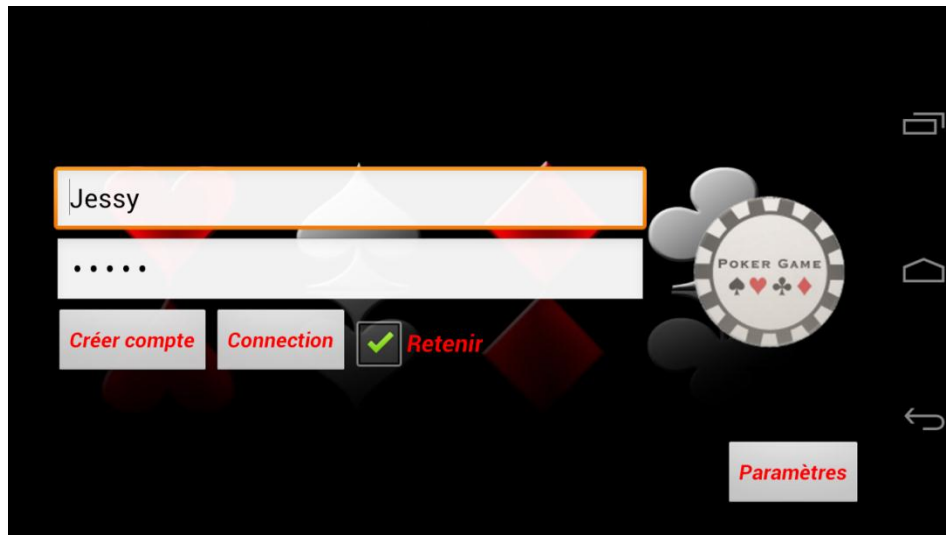 Jessy
•••••
POKER GAME
Créer compte
Connection
Retenir
Paramètres